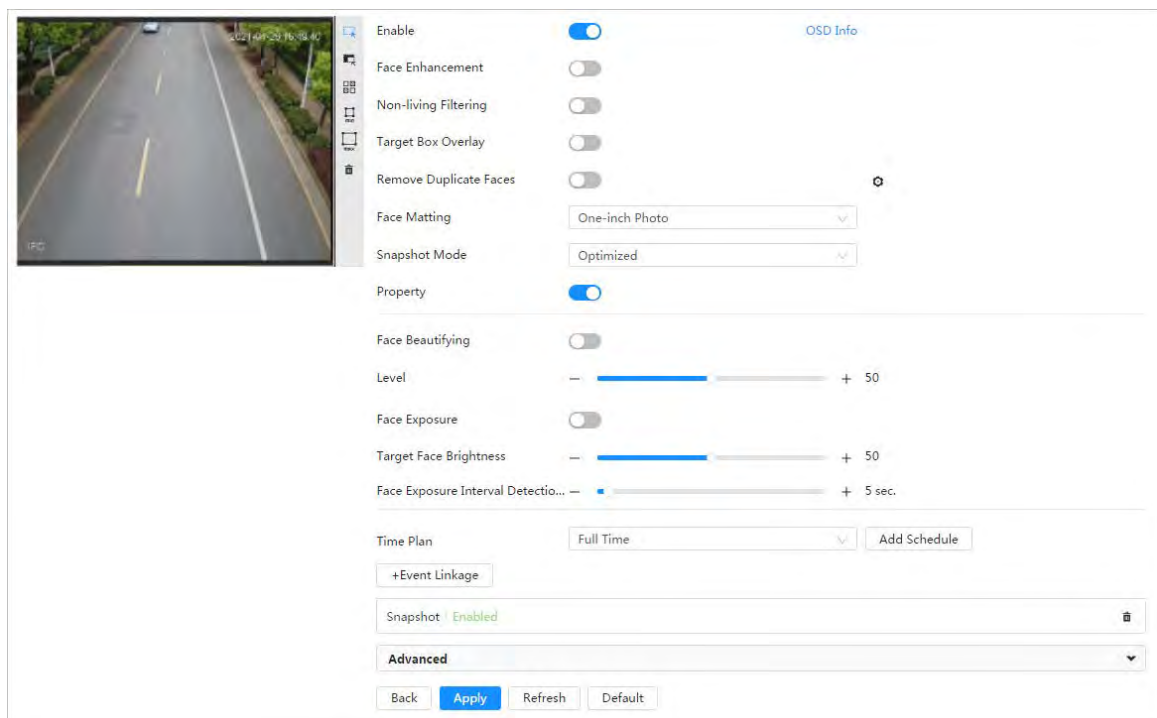 2021-01-26 15:49:40
IPC
Enable
OSD Info
Face Enhancement
Non-living Filtering
Target Box Overlay
Remove Duplicate Faces
Face Matting
One-inch Photo
Snapshot Mode
Optimized
Property
Face Beautifying
Level
− + 50
Face Exposure
Target Face Brightness
− + 50
Face Exposure Interval Detectio...
− + 5 sec.
Time Plan
Full Time
Add Schedule
+Event Linkage
Snapshot Enabled
Advanced
Back
Apply
Refresh
Default